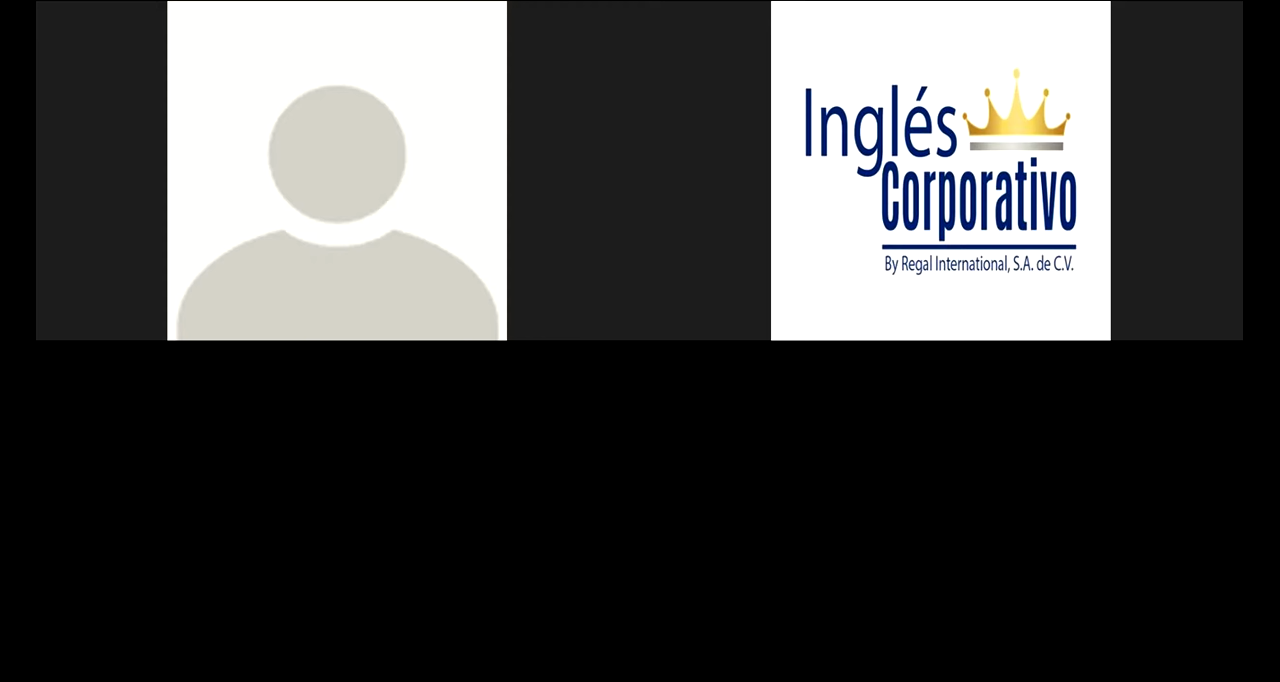 Inglés
Corporativo
By Regal International, S.A. de C.V.